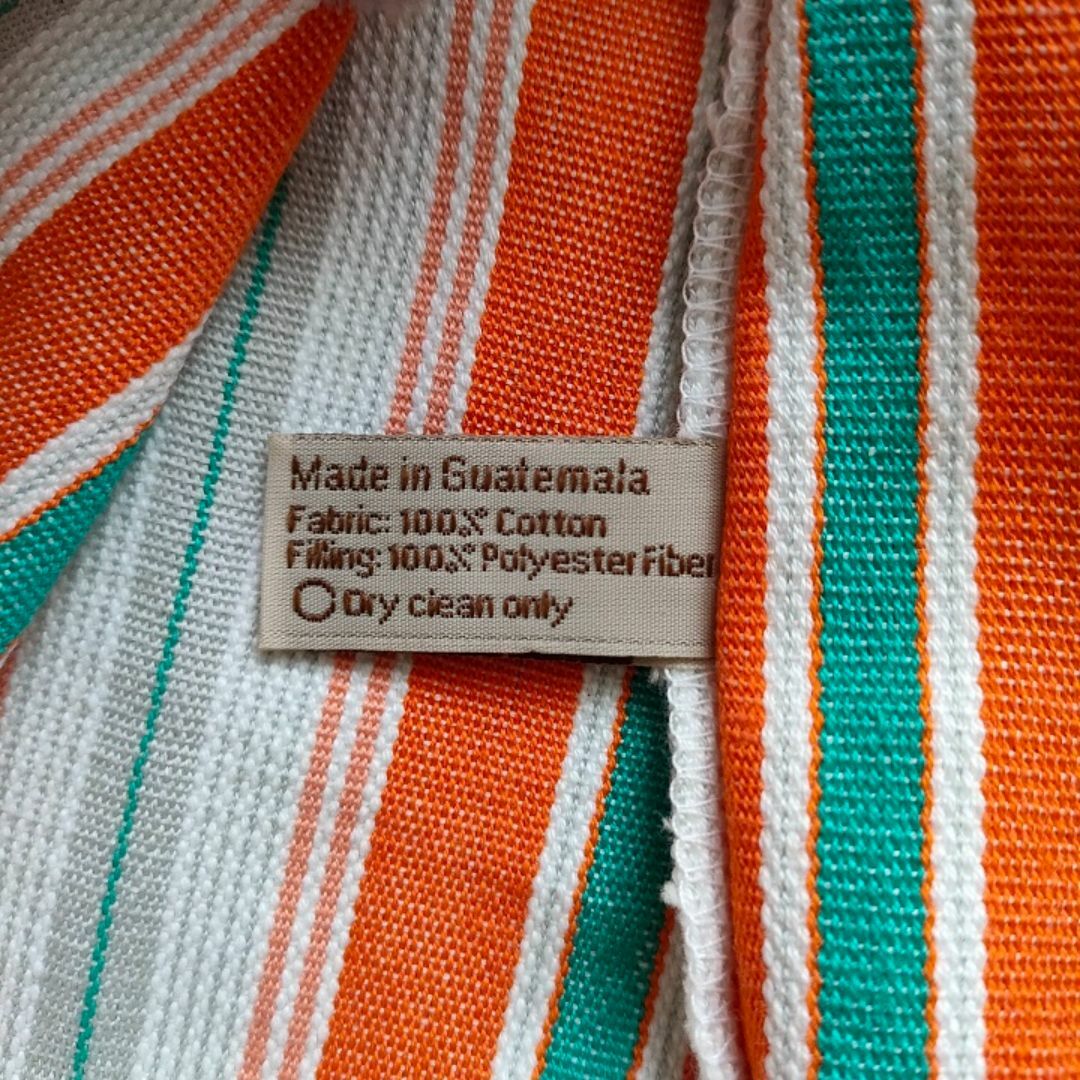 Made in Guatemala
Fabric: 100% Cotton
Filling: 100% Polyester Fiber
Dry clean only